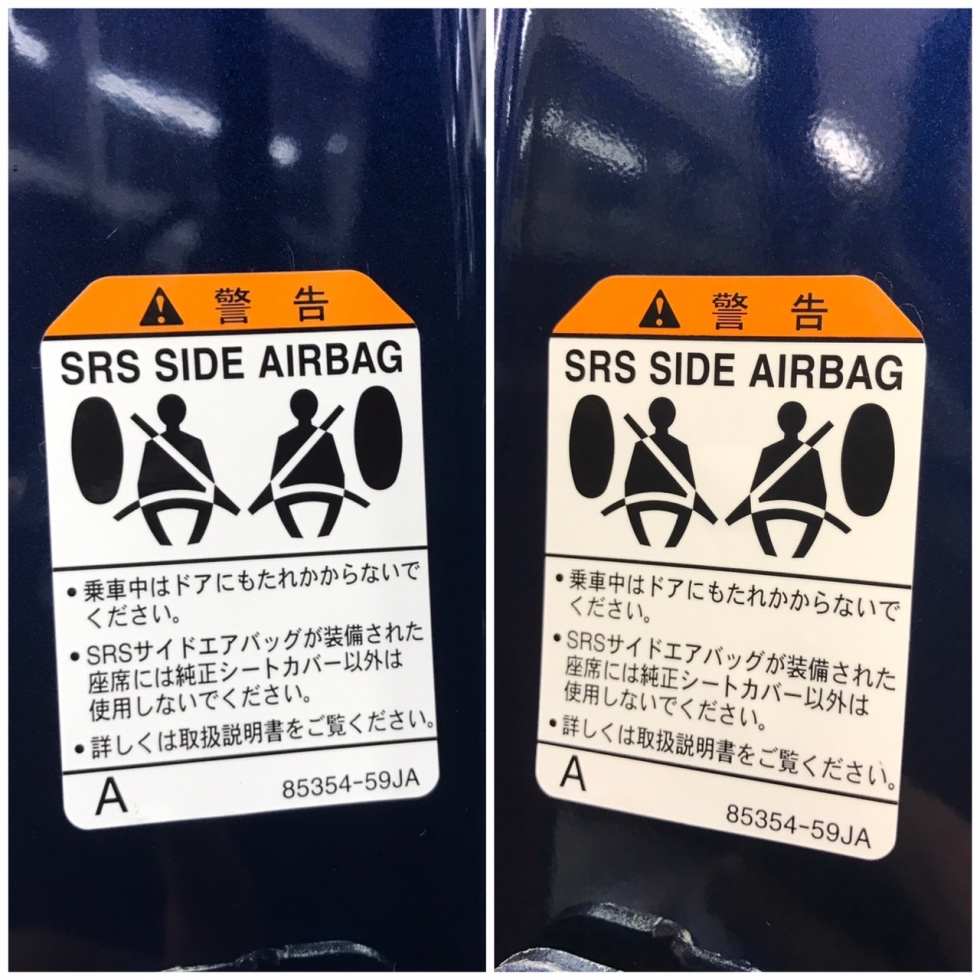 警告
SRS SIDE AIRBAG
•乗車中はドアにもたれかからないで
ください。
•SRSサイドエアバッグが装備された
座席には純正シートカバー以外は
使用しないでください。
•詳しくは取扱説明書をご覧ください。
A 85354-59JA
警告
SRS SIDE AIRBAG
•乗車中はドアにもたれかからないで
ください。
•SRSサイドエアバッグが装備された
座席には純正シートカバー以外は
使用しないでください。
•詳しくは取扱説明書をご覧ください。
A 85354-59JA